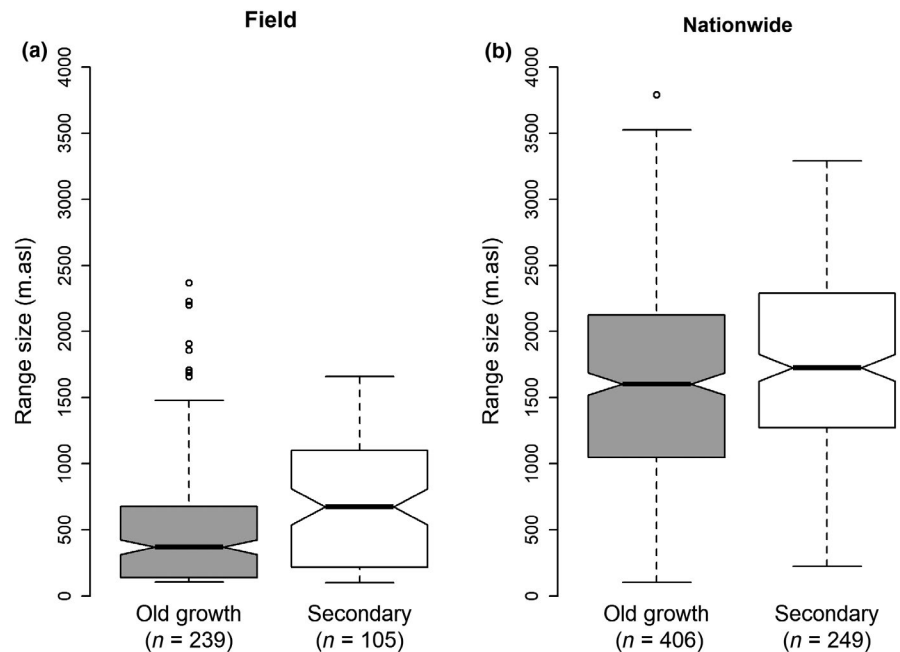 Field
(a)
Range size (m.asl)
4000
3500
3000
2500
2000
1500
1000
500
0
Old growth
(n = 239)
Secondary
(n = 105)
Nationwide
(b)
Range size (m.asl)
4000
3500
3000
2500
2000
1500
1000
500
0
Old growth
(n = 406)
Secondary
(n = 249)